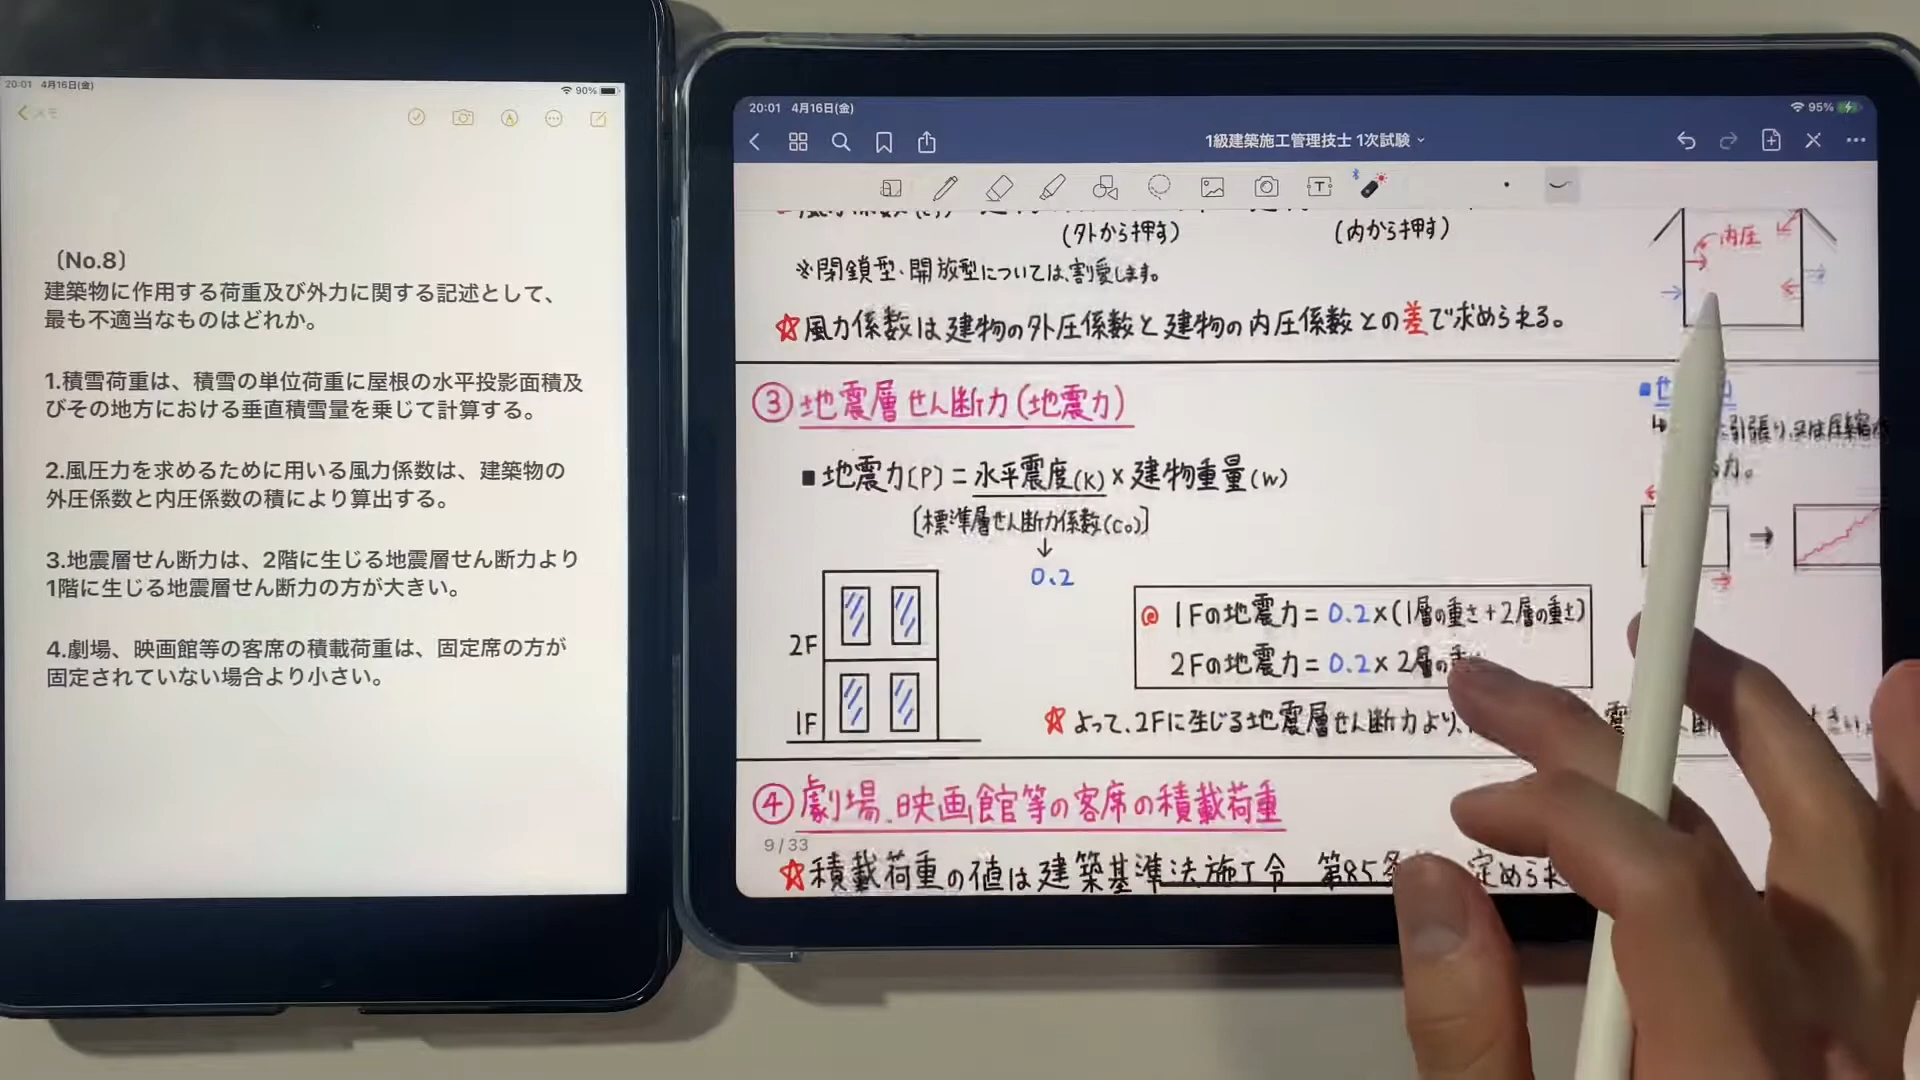 20:01 4月16日(金)
90%
メモ
〔No.8〕
建築物に作用する荷重及び外力に関する記述として、
最も不適当なものはどれか。
1.積雪荷重は、積雪の単位荷重に屋根の水平投影面積及
びその地方における垂直積雪量を乗じて計算する。
2.風圧力を求めるために用いる風力係数は、建築物の
外圧係数と内圧係数の積により算出する。
3.地震層せん断力は、2階に生じる地震層せん断力より
1階に生じる地震層せん断力の方が大きい。
4.劇場、映画館等の客席の積載荷重は、固定席の方が
固定されていない場合より小さい。
20:01 4月16日(金)
95%
1級建築施工管理技士 1次試験
(外から押す) (内から押す)
内圧
※閉鎖型・開放型については、割愛します。
☆風力係数は建物の外圧係数と建物の内圧係数との差で求められる。
③地震層せん断力(地震力)
■地震力(P)=水平震度(K)×建物重量(W)
[標準層せん断力係数(C₀)]
↓
0.2
2F
1F
◎1Fの地震力=0.2×(1層の重さ+2層の重さ)
2Fの地震力=0.2×2層の
☆よって、2Fに生じる地震層せん断力より、
引張り、又は圧縮
力。
→
④劇場、映画館等の客席の積載荷重
9/33
☆積載荷重の値は建築基準法施工令 第85条 定められ